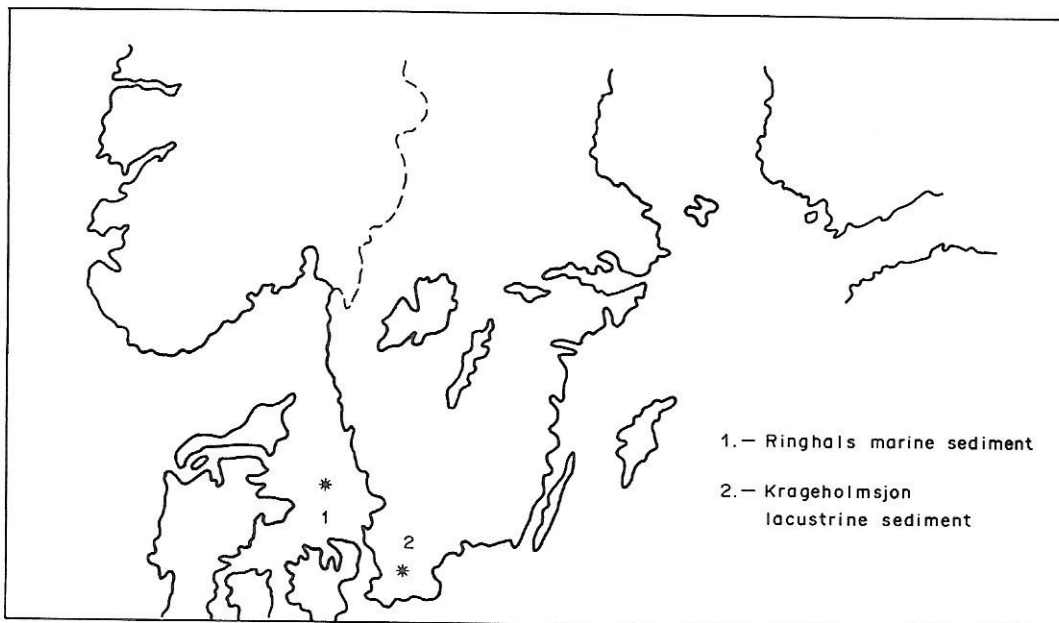 1.— Ringhals marine sediment
2.— Krageholmsjon
lacustrine sediment
1
2